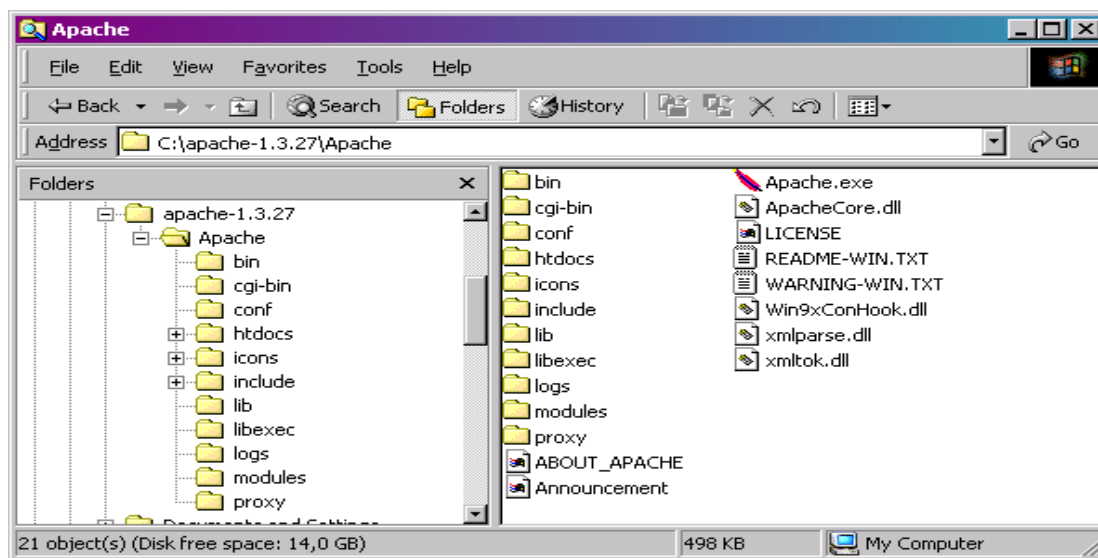 Apache
File Edit View Favorites Tools Help
Back Search Folders History
Address C:\apache-1.3.27\Apache Go
Folders
apache-1.3.27
Apache
bin
cgi-bin
conf
htdocs
icons
include
lib
libexec
logs
modules
proxy
Documents and Settings
bin
cgi-bin
conf
htdocs
icons
include
lib
libexec
logs
modules
proxy
ABOUT_APACHE
Announcement
Apache.exe
ApacheCore.dll
LICENSE
README-WIN.TXT
WARNING-WIN.TXT
Win9xConHook.dll
xmlparse.dll
xmltok.dll
21 object(s) (Disk free space: 14,0 GB) 498 KB My Computer